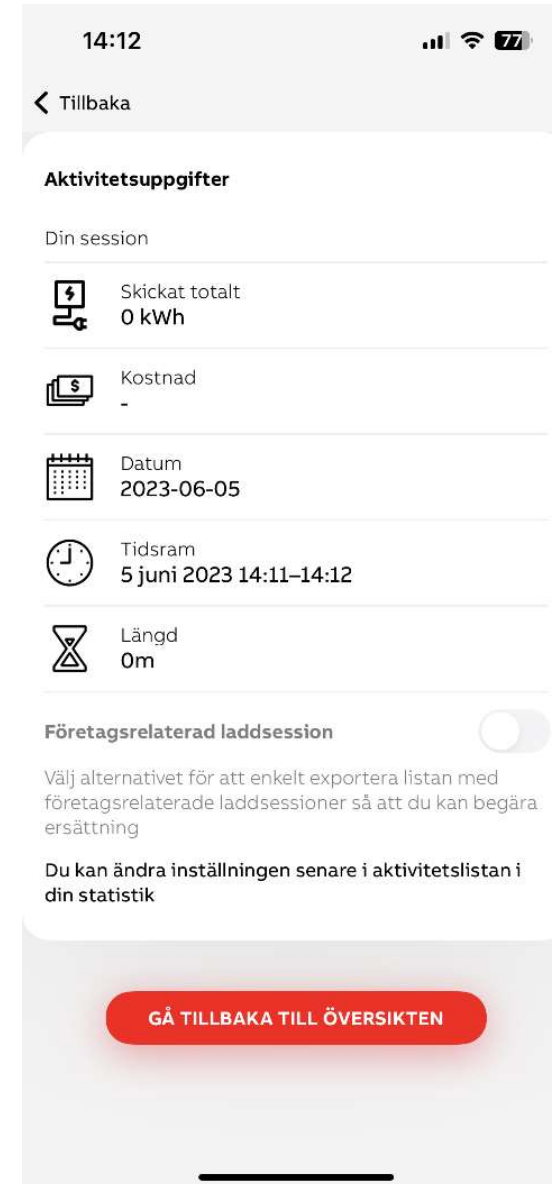 14:12
77
Tillbaka
Aktivitetsuppgifter
Din session
Skickat totalt
0 kWh
Kostnad
-
Datum
2023-06-05
Tidsram
5 juni 2023 14:11–14:12
Längd
0m
Företagsrelaterad laddsession
Välj alternativet för att enkelt exportera listan med
företagsrelaterade laddsessioner så att du kan begära
ersättning
Du kan ändra inställningen senare i aktivitetslistan i
din statistik
GÅ TILLBAKA TILL ÖVERSIKTEN